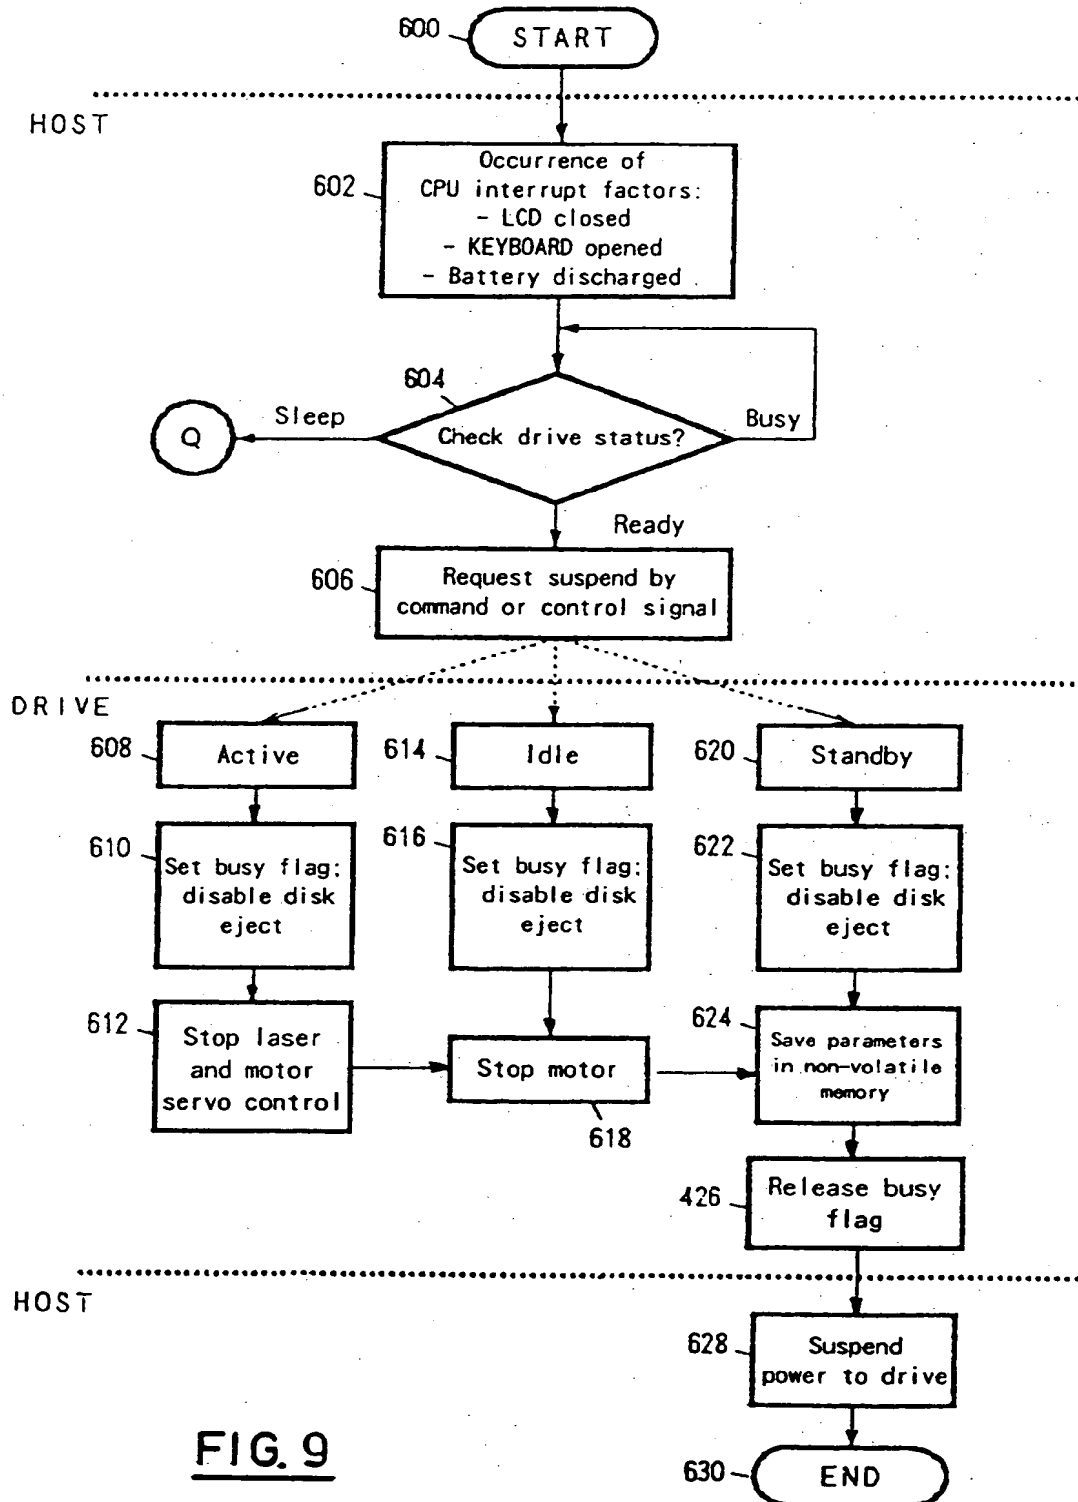 600
START
HOST
602
Occurrence of
CPU interrupt factors:
- LCD closed
- KEYBOARD opened
- Battery discharged
604
Q
Sleep
Check drive status?
Busy
Ready
606
Request suspend by
command or control signal
DRIVE
608
Active
614
Idle
620
Standby
610
Set busy flag;
disable disk
eject
616
Set busy flag;
disable disk
eject
622
Set busy flag;
disable disk
eject
612
Stop laser
and motor
servo control
Stop motor
618
624
Save parameters
in non-volatile
memory
426
Release busy
flag
HOST
628
Suspend
power to drive
630
END
FIG. 9